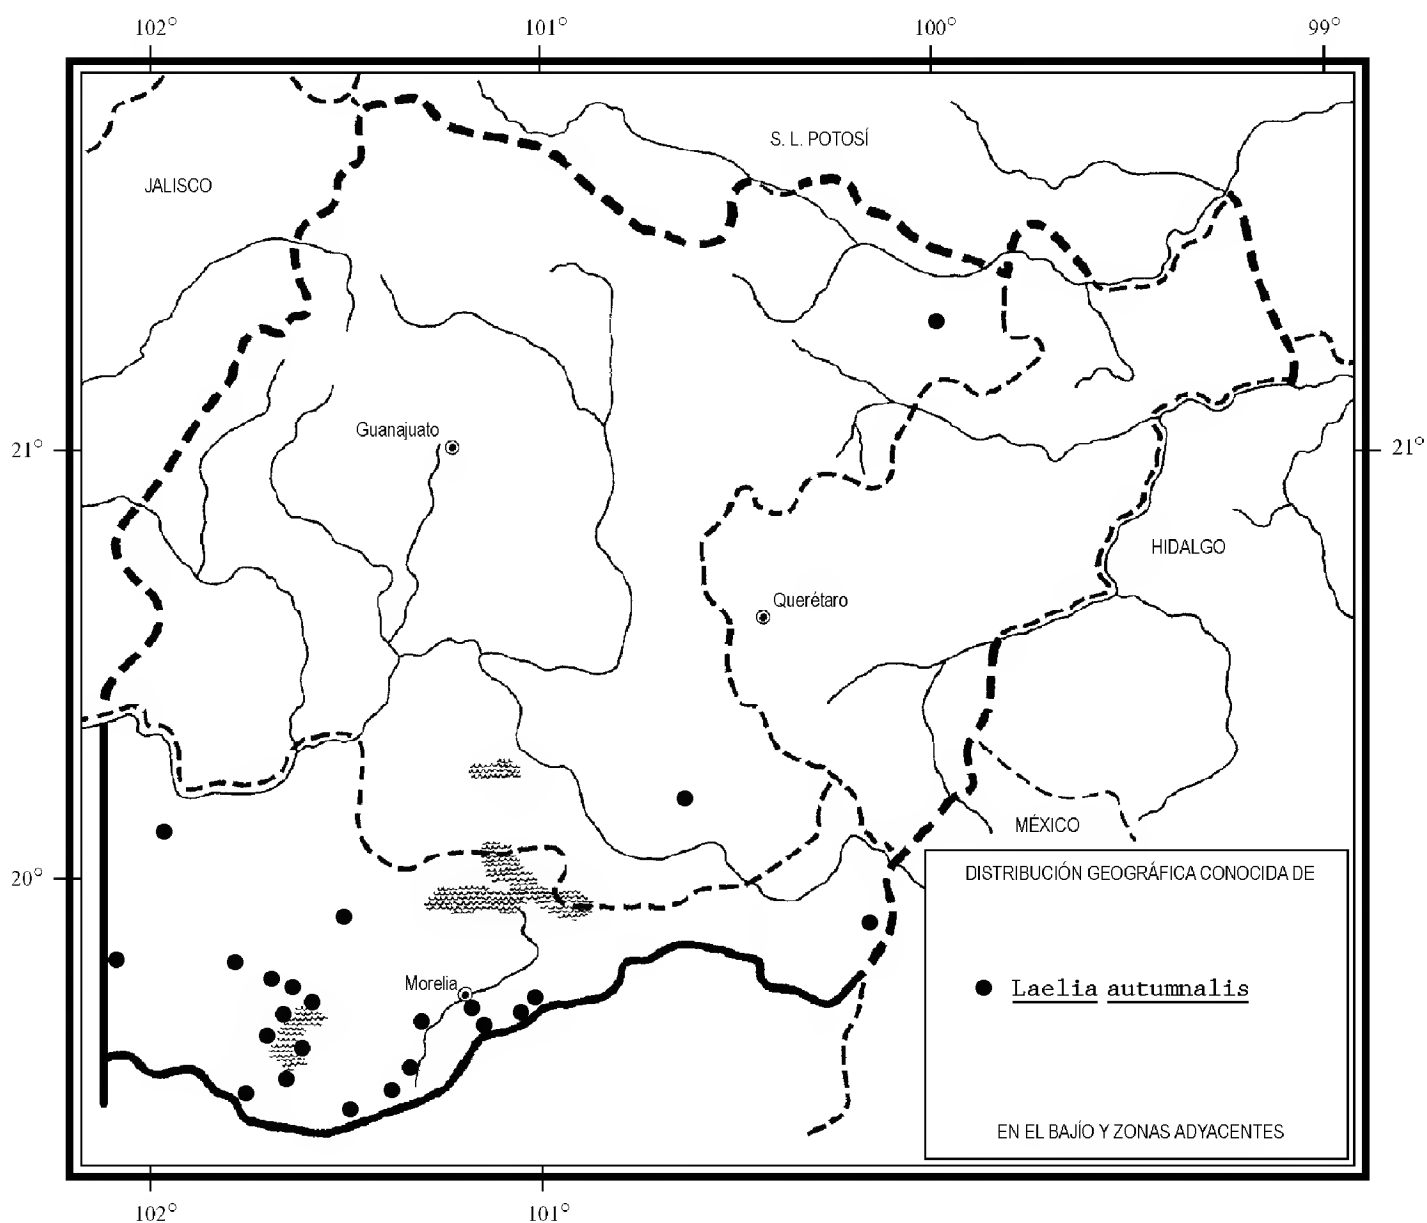 102° 101° 100° 99°
S. L. POTOSÍ
JALISCO
Guanajuato
21° 21°
HIDALGO
Querétaro
MÉXICO
20°
DISTRIBUCIÓN GEOGRÁFICA CONOCIDA DE
Morelia
Laelia autumnalis
EN EL BAJÍO Y ZONAS ADYACENTES
102° 101°